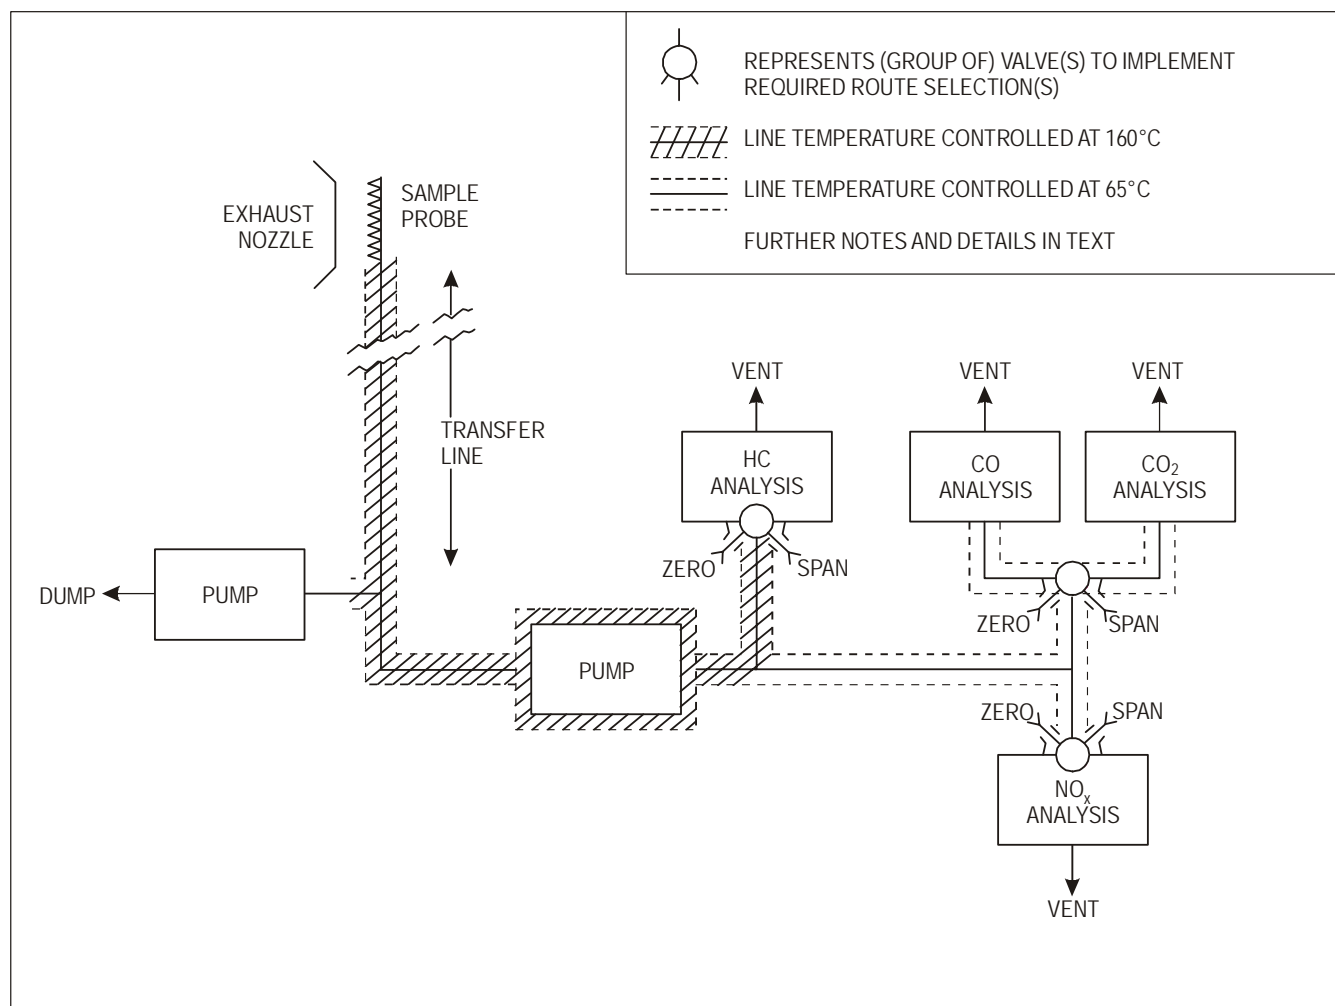 REPRESENTS (GROUP OF) VALVE(S) TO IMPLEMENT
REQUIRED ROUTE SELECTION(S)
LINE TEMPERATURE CONTROLLED AT 160°C
LINE TEMPERATURE CONTROLLED AT 65°C
FURTHER NOTES AND DETAILS IN TEXT
EXHAUST
NOZZLE
SAMPLE
PROBE
TRANSFER
LINE
DUMP
PUMP
PUMP
VENT
HC
ANALYSIS
ZERO
SPAN
VENT
CO
ANALYSIS
VENT
CO₂
ANALYSIS
ZERO
SPAN
ZERO
SPAN
NOₓ
ANALYSIS
VENT